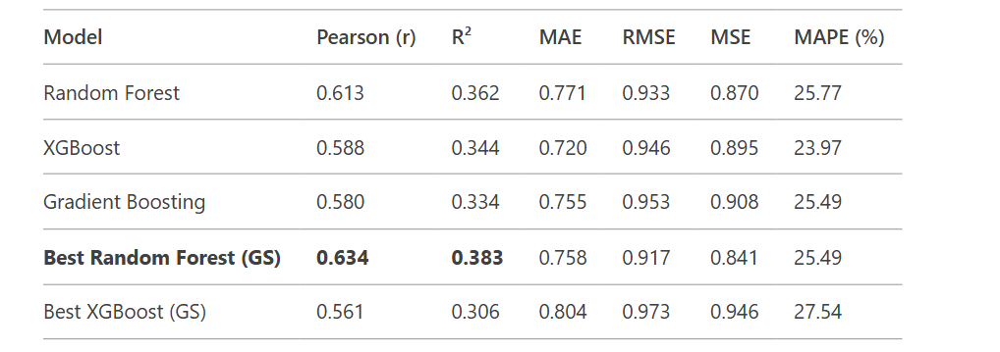 Model Pearson (r) R² MAE RMSE MSE MAPE (%)
Random Forest 0.613 0.362 0.771 0.933 0.870 25.77
XGBoost 0.588 0.344 0.720 0.946 0.895 23.97
Gradient Boosting 0.580 0.334 0.755 0.953 0.908 25.49
Best Random Forest (GS) 0.634 0.383 0.758 0.917 0.841 25.49
Best XGBoost (GS) 0.561 0.306 0.804 0.973 0.946 27.54